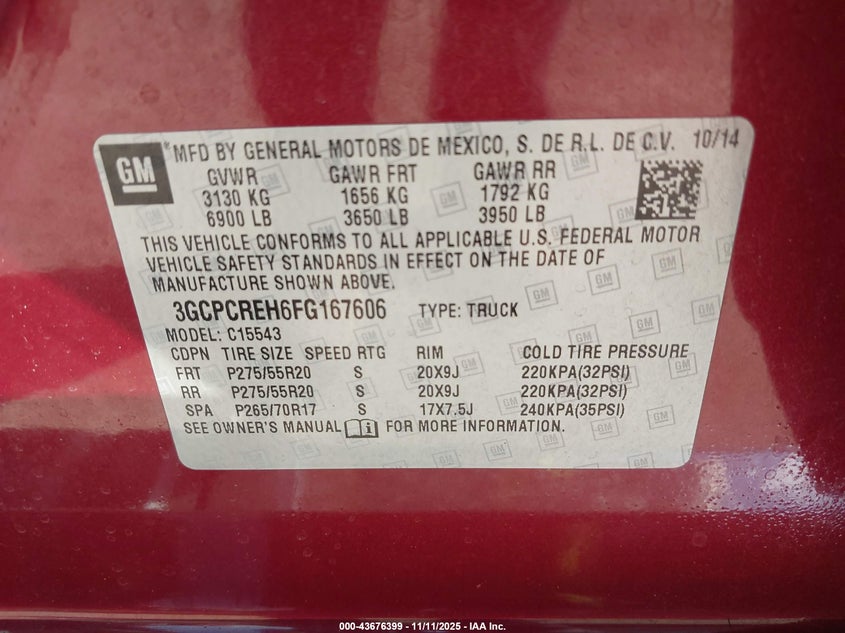 GM
*MFD BY GENERAL MOTORS DE MEXICO, S. DE R.L. DE C.V. 10/14
GVWR GAWR FRT GAWR RR
3130 KG 1656 KG 1792 KG
6900 LB 3650 LB 3950 LB
THIS VEHICLE CONFORMS TO ALL APPLICABLE U.S. FEDERAL MOTOR
VEHICLE SAFETY STANDARDS IN EFFECT ON THE DATE OF
MANUFACTURE SHOWN ABOVE.
3GCPCREH6FG167606 TYPE: TRUCK
MODEL: C15543
CDPN TIRE SIZE SPEED RTG RIM COLD TIRE PRESSURE
FRT P275/55R20 S 20X9J 220KPA(32PSI)
RR P275/55R20 S 20X9J 220KPA(32PSI)
SPA P265/70R17 S 17X7.5J 240KPA(35PSI)
SEE OWNER'S MANUAL FOR MORE INFORMATION.
000-43676399 - 11/11/2025 - IAA Inc.